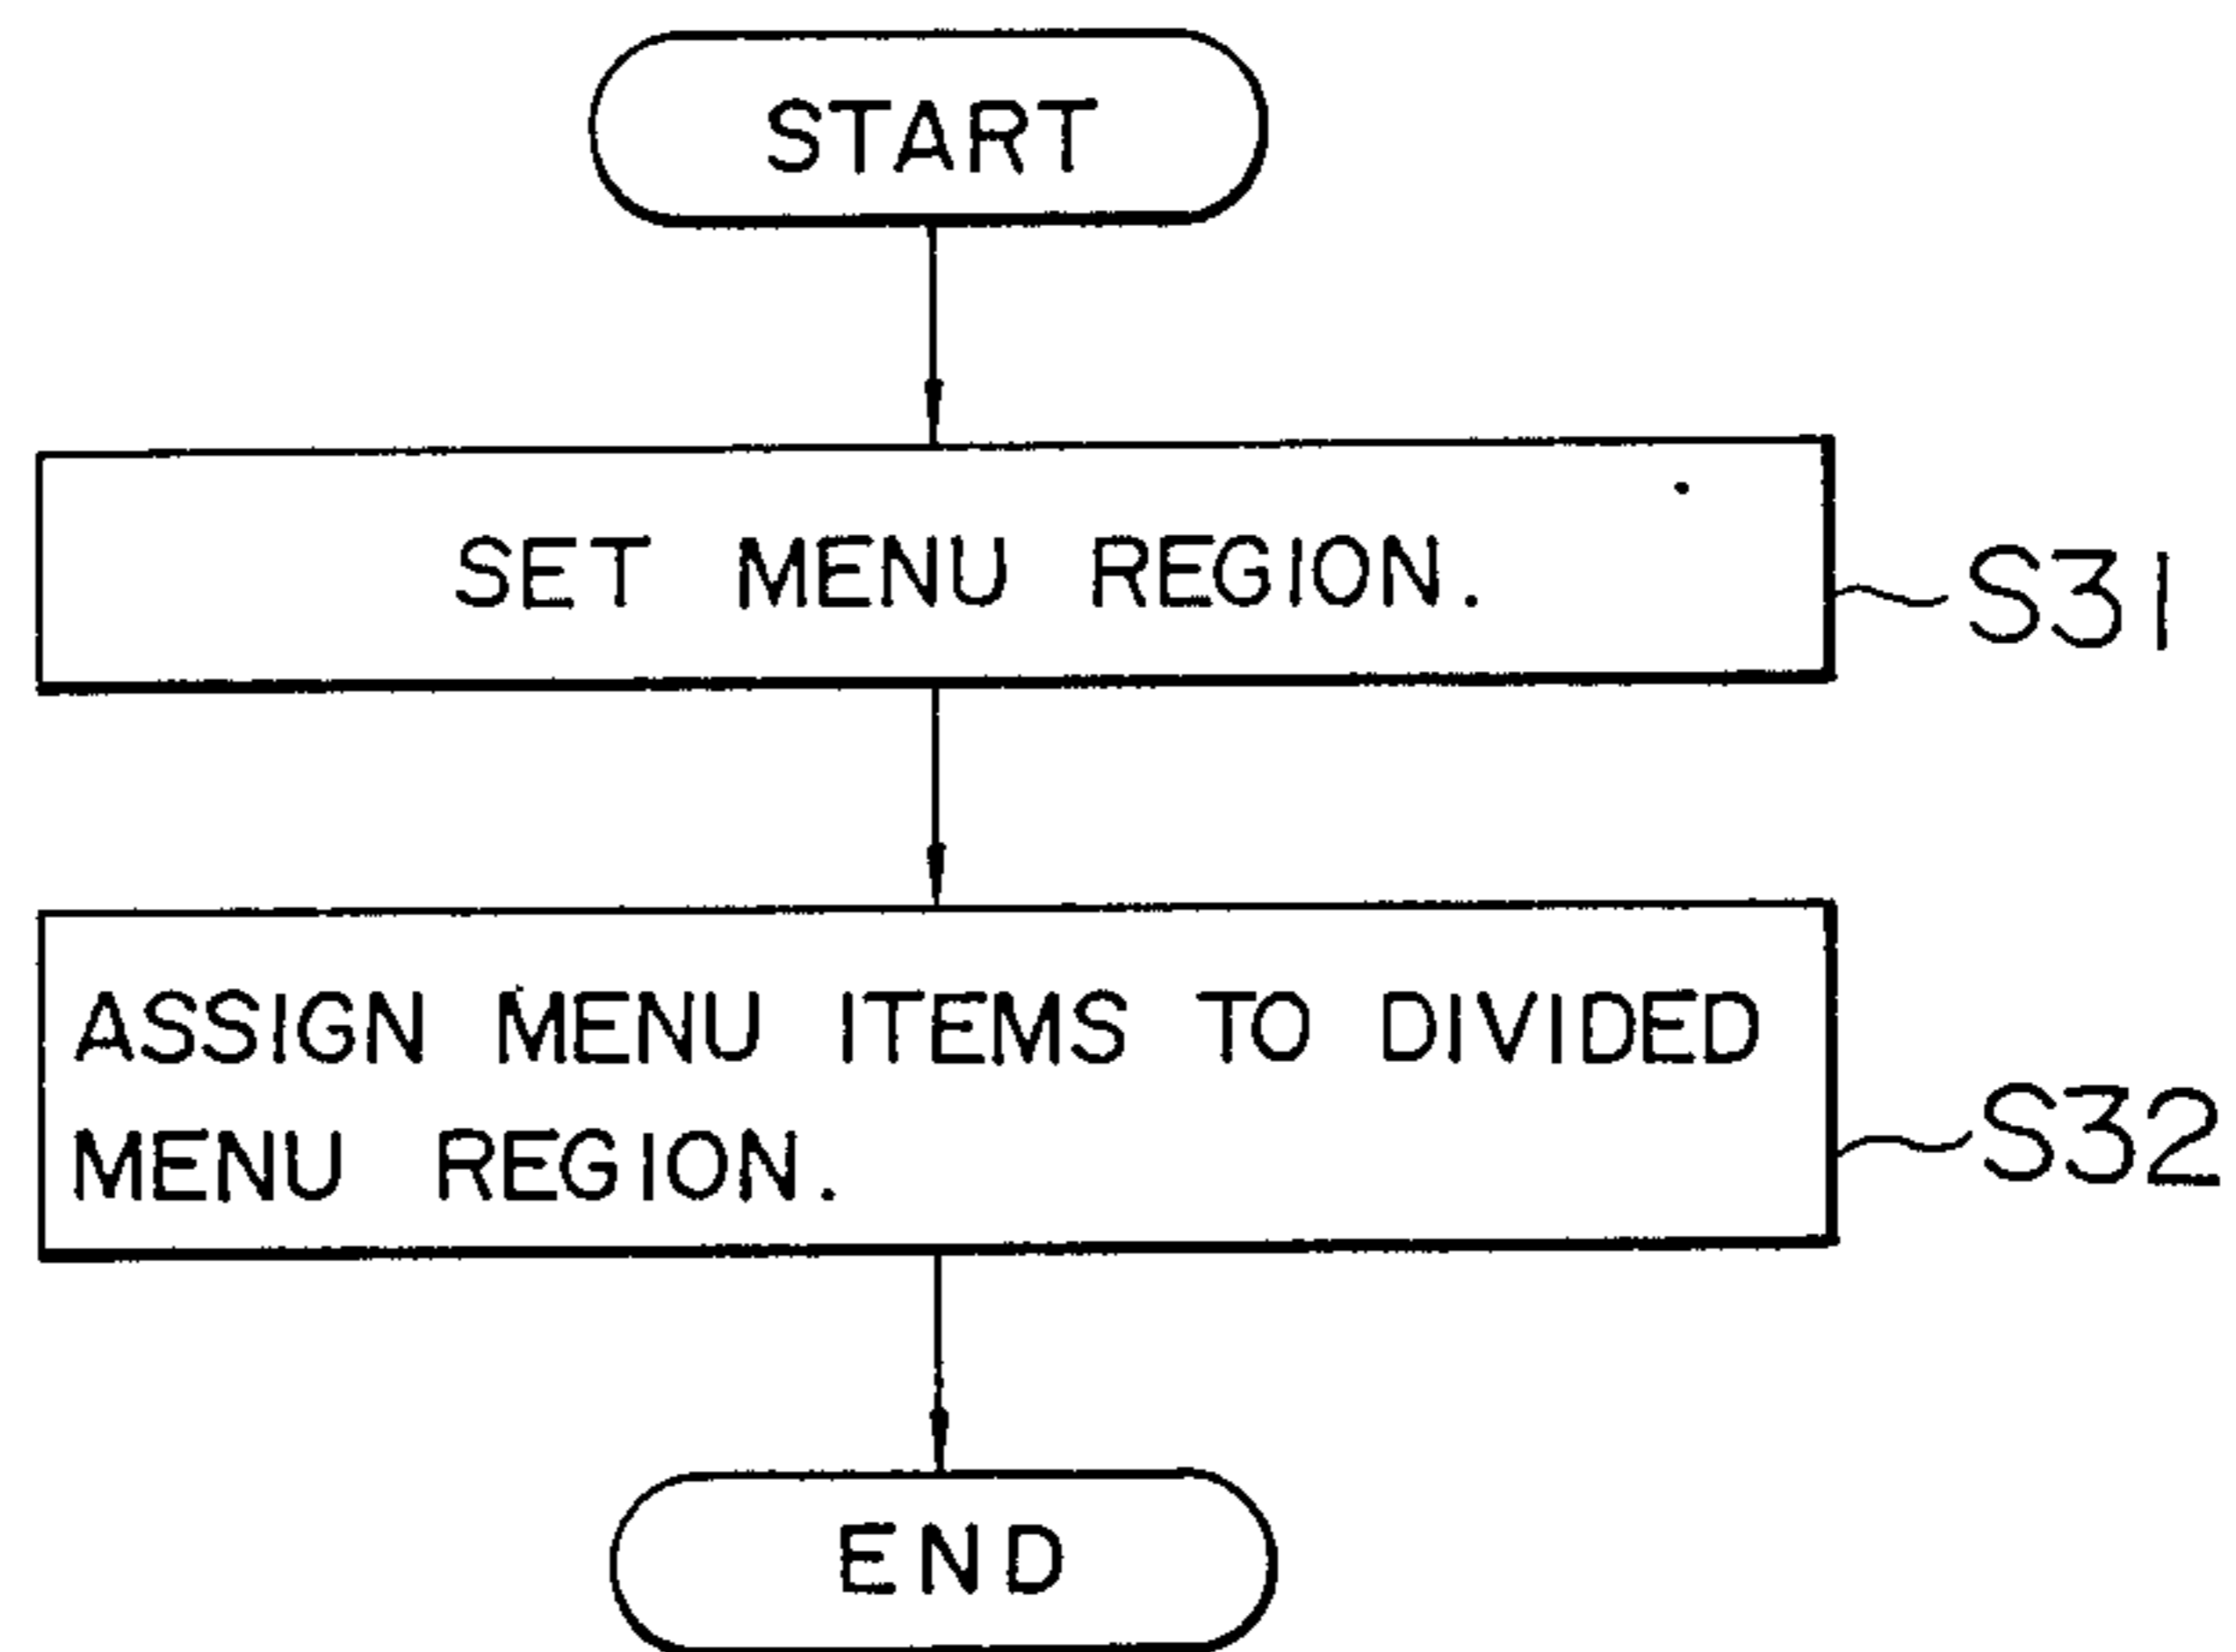 START
SET MENU REGION.
S31
ASSIGN MENU ITEMS TO DIVIDED
MENU REGION.
S32
END